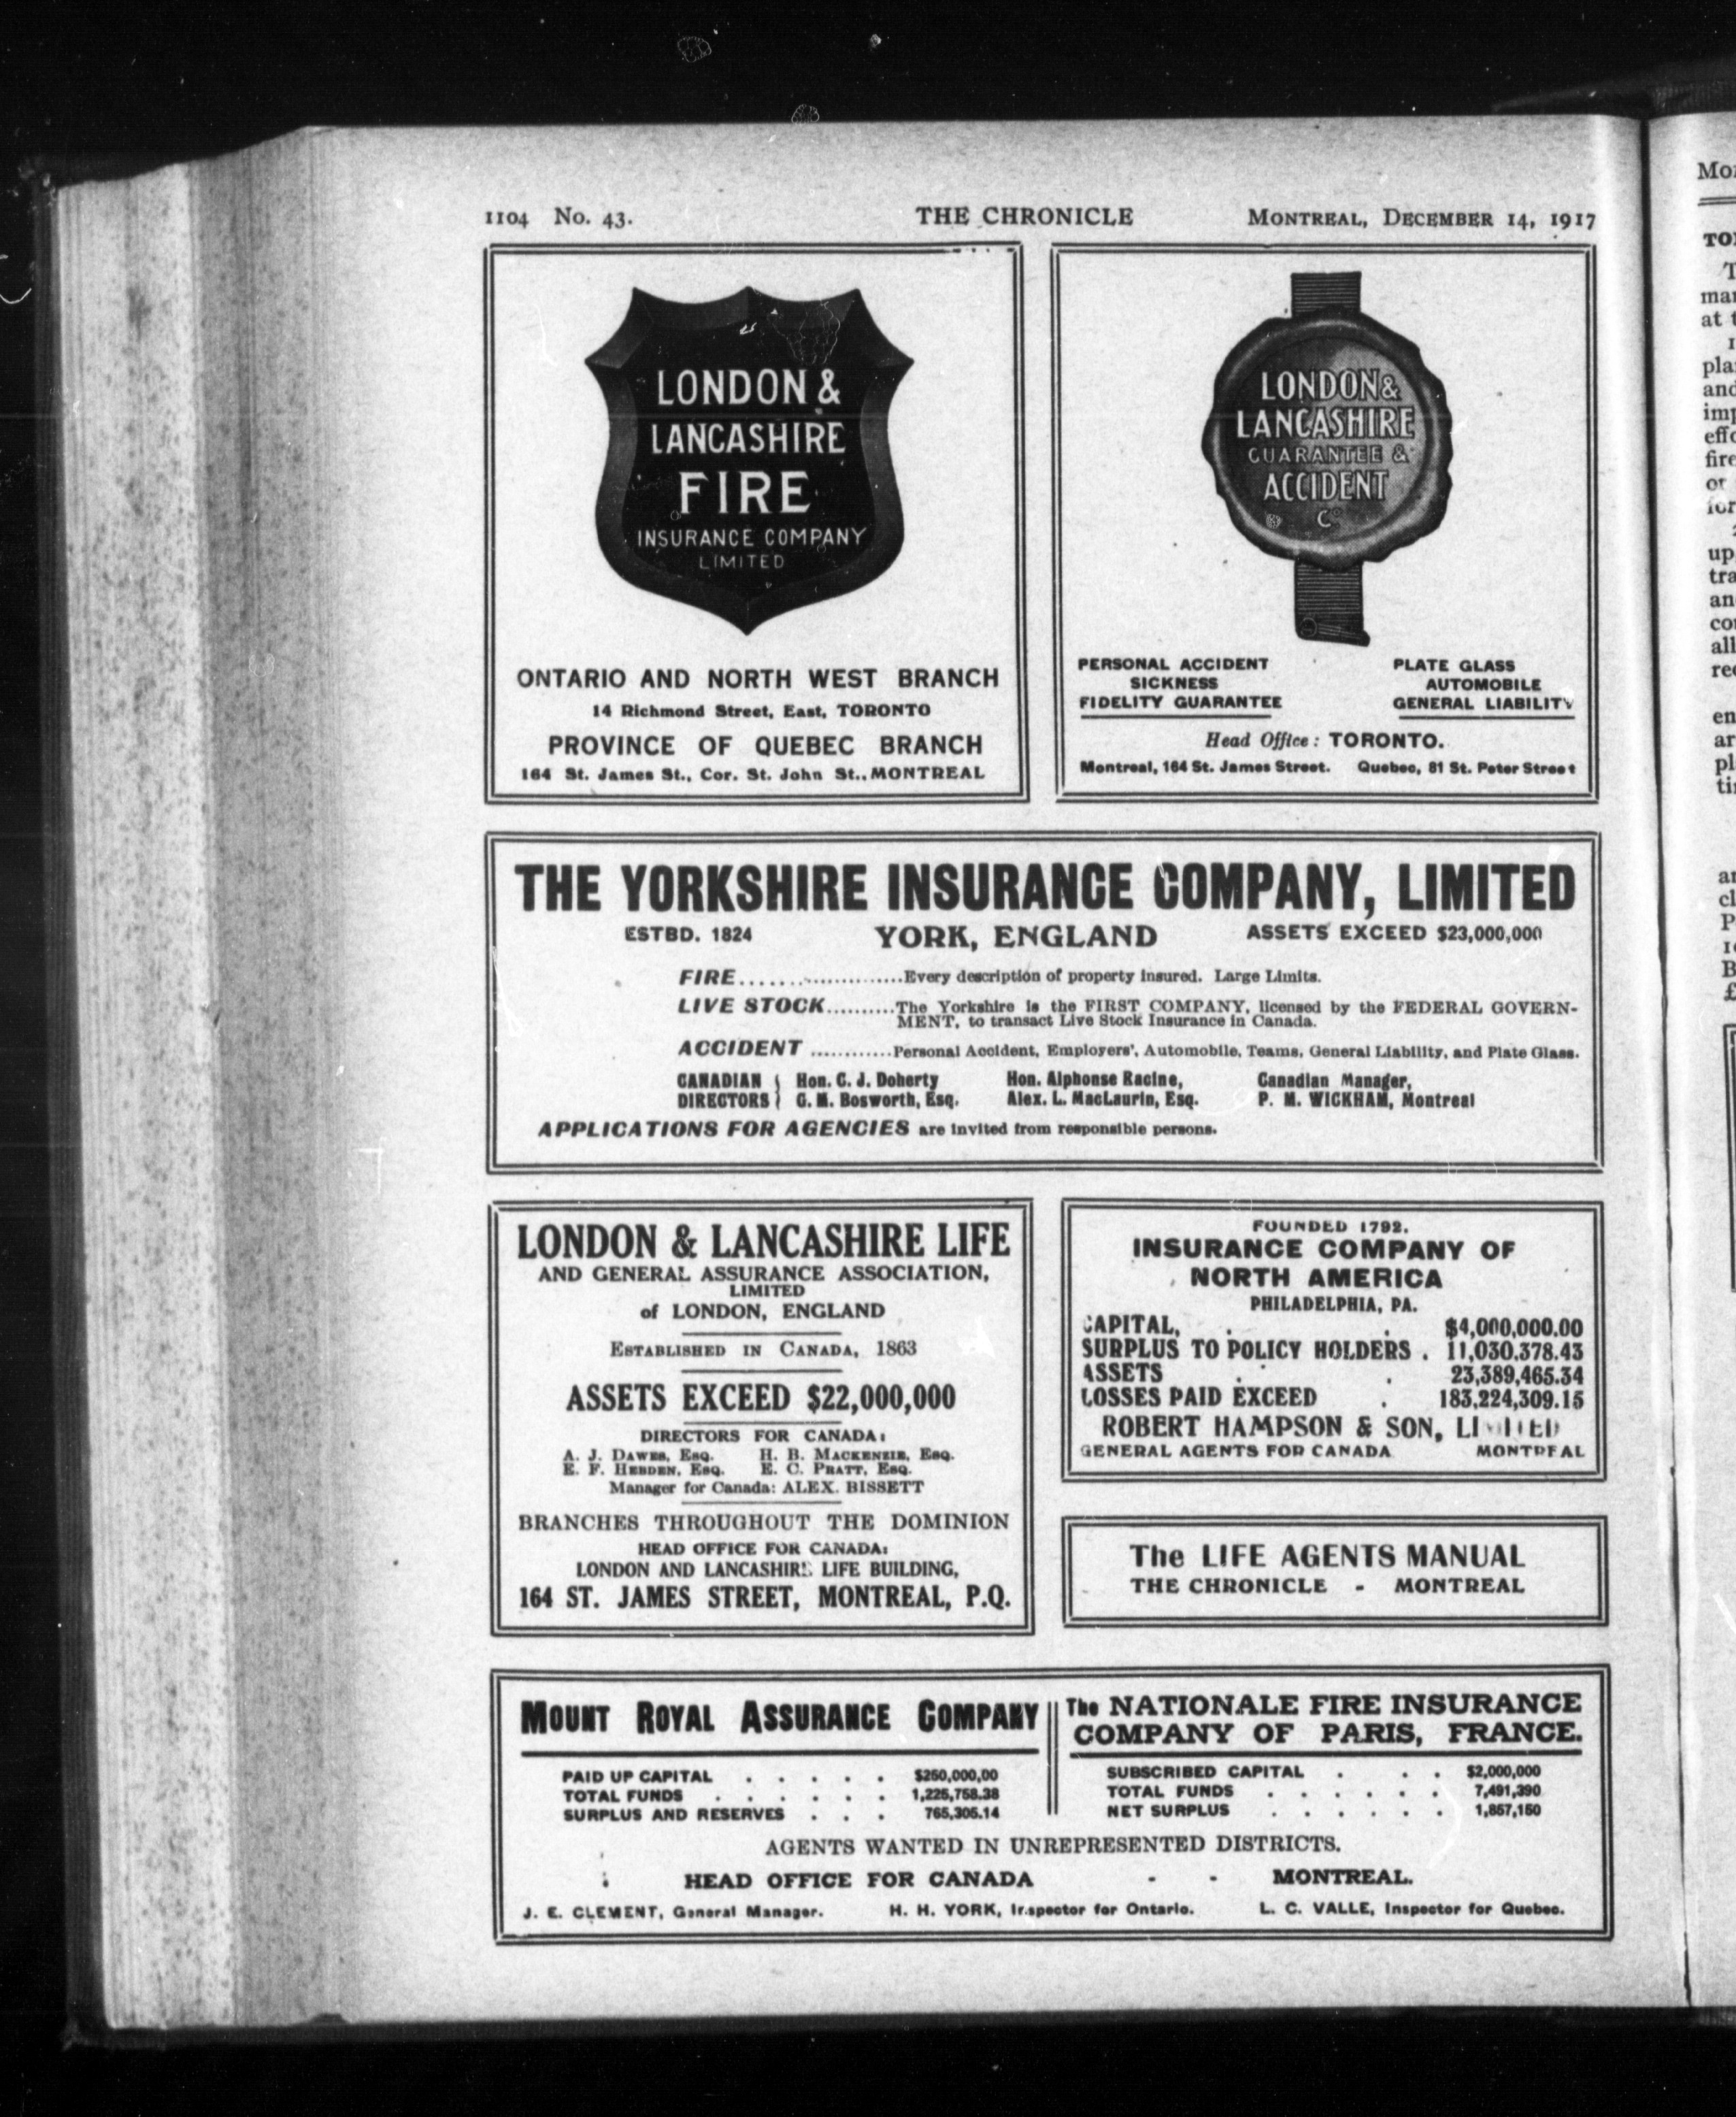 1104 No. 43.
THE CHRONICLE
MONTREAL, DECEMBER 14, 1917
LONDON &
LANCASHIRE
FIRE
INSURANCE COMPANY
LIMITED
ONTARIO AND NORTH WEST BRANCH
14 Richmond Street, East, TORONTO
PROVINCE OF QUEBEC BRANCH
164 St. James St., Cor. St. John St., MONTREAL
LONDON &
LANCASHIRE
GUARANTEE &
ACCIDENT
Co
PERSONAL ACCIDENT
SICKNESS
FIDELITY GUARANTEE
PLATE GLASS
AUTOMOBILE
GENERAL LIABILITY
Head Office: TORONTO.
Montreal, 164 St. James Street. Quebec, 81 St. Peter Street
THE YORKSHIRE INSURANCE COMPANY, LIMITED
ESTBD. 1824 YORK, ENGLAND ASSETS EXCEED $23,000,000
FIRE....................Every description of property insured. Large Limits.
LIVE STOCK..........The Yorkshire is the FIRST COMPANY, licensed by the FEDERAL GOVERN-
MENT, to transact Live Stock Insurance in Canada.
ACCIDENT ............Personal Accident, Employers', Automobile, Teams, General Liability, and Plate Glass.
CANADIAN { Hon. C. J. Doherty Hon. Alphonse Racine, Canadian Manager,
DIRECTORS { G. M. Bosworth, Esq. Alex. L. MacLaurin, Esq. P. M. WICKHAM, Montreal
APPLICATIONS FOR AGENCIES are invited from responsible persons.
LONDON & LANCASHIRE LIFE
AND GENERAL ASSURANCE ASSOCIATION,
LIMITED
of LONDON, ENGLAND
ESTABLISHED IN CANADA, 1863
ASSETS EXCEED $22,000,000
DIRECTORS FOR CANADA:
A. J. DAWES, ESQ. H. B. MACKENZIE, ESQ.
E. F. HEBDEN, ESQ. E. C. PRATT, ESQ.
Manager for Canada: ALEX. BISSETT
BRANCHES THROUGHOUT THE DOMINION
HEAD OFFICE FOR CANADA:
LONDON AND LANCASHIRE LIFE BUILDING,
164 ST. JAMES STREET, MONTREAL, P.Q.
FOUNDED 1792.
INSURANCE COMPANY OF
NORTH AMERICA
PHILADELPHIA, PA.
CAPITAL, . . $4,000,000.00
SURPLUS TO POLICY HOLDERS . 11,030,378.43
ASSETS . . 23,389,465.34
LOSSES PAID EXCEED . 183,224,309.15
ROBERT HAMPSON & SON, LIMITED
GENERAL AGENTS FOR CANADA MONTREAL
The LIFE AGENTS MANUAL
THE CHRONICLE - MONTREAL
MOUNT ROYAL ASSURANCE COMPANY
PAID UP CAPITAL . . . . . $250,000,00
TOTAL FUNDS . . . . . . 1,225,758.38
SURPLUS AND RESERVES . . . 765,305.14
The NATIONALE FIRE INSURANCE
COMPANY OF PARIS, FRANCE.
SUBSCRIBED CAPITAL . . . $2,000,000
TOTAL FUNDS . . . . . . 7,491,390
NET SURPLUS . . . . . . 1,857,150
AGENTS WANTED IN UNREPRESENTED DISTRICTS.
HEAD OFFICE FOR CANADA - - MONTREAL.
J. E. CLEMENT, General Manager. H. H. YORK, Inspector for Ontario. L. C. VALLE, Inspector for Quebec.